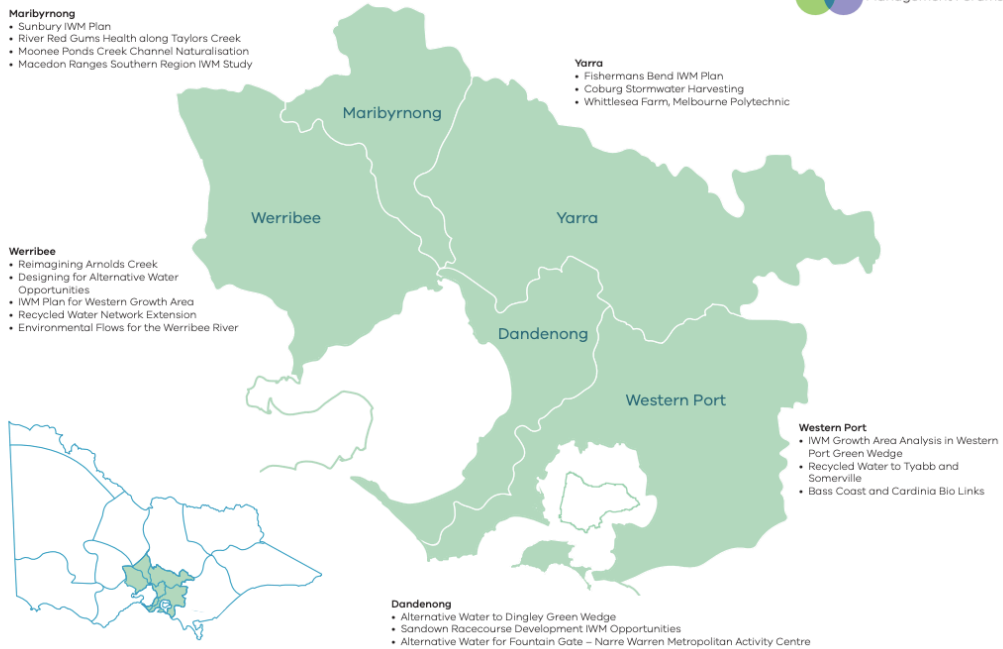 Management Forums
Maribyrnong
• Sunbury IWM Plan
• River Red Gums Health along Taylors Creek
• Moonee Ponds Creek Channel Naturalisation
• Macedon Ranges Southern Region IWM Study
Yarra
• Fishermans Bend IWM Plan
• Coburg Stormwater Harvesting
• Whittlesea Farm, Melbourne Polytechnic
Maribyrnong
Werribee
Yarra
Werribee
• Reimagining Arnolds Creek
• Designing for Alternative Water
Opportunities
• IWM Plan for Western Growth Area
• Recycled Water Network Extension
• Environmental Flows for the Werribee River
Dandenong
Western Port
Western Port
• IWM Growth Area Analysis in Western
Port Green Wedge
• Recycled Water to Tyabb and
Somerville
• Bass Coast and Cardinia Bio Links
Dandenong
• Alternative Water to Dingley Green Wedge
• Sandown Racecourse Development IWM Opportunities
• Alternative Water for Fountain Gate – Narre Warren Metropolitan Activity Centre